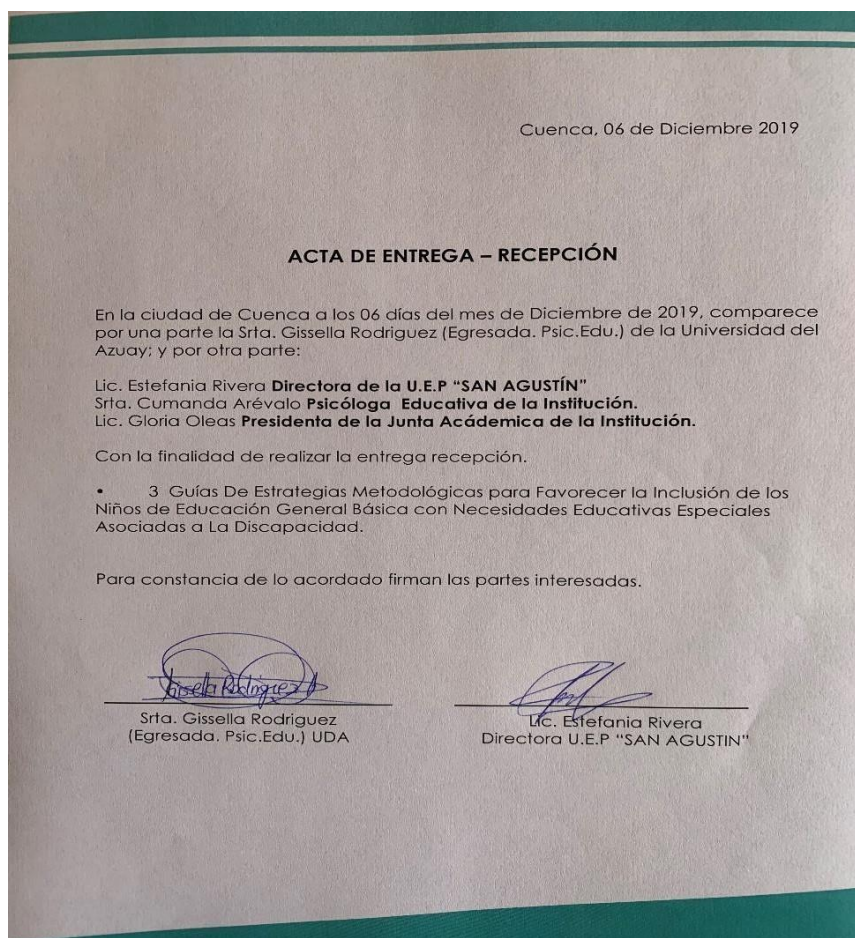 Cuenca, 06 de Diciembre 2019
ACTA DE ENTREGA – RECEPCIÓN
En la ciudad de Cuenca a los 06 días del mes de Diciembre de 2019, comparece
por una parte la Srta. Gissella Rodriguez (Egresada. Psic.Edu.) de la Universidad del
Azuay; y por otra parte:
Lic. Estefania Rivera Directora de la U.E.P “SAN AGUSTÍN”
Srta. Cumanda Arévalo Psicóloga Educativa de la Institución.
Lic. Gloria Oleas Presidenta de la Junta Académica de la Institución.
Con la finalidad de realizar la entrega recepción.
• 3 Guías De Estrategias Metodológicas para Favorecer la Inclusión de los
Niños de Educación General Básica con Necesidades Educativas Especiales
Asociadas a La Discapacidad.
Para constancia de lo acordado firman las partes interesadas.
Gissella Rodriguez
Srta. Gissella Rodriguez
(Egresada. Psic.Edu.) UDA
Lic. Estefania Rivera
Directora U.E.P “SAN AGUSTIN”